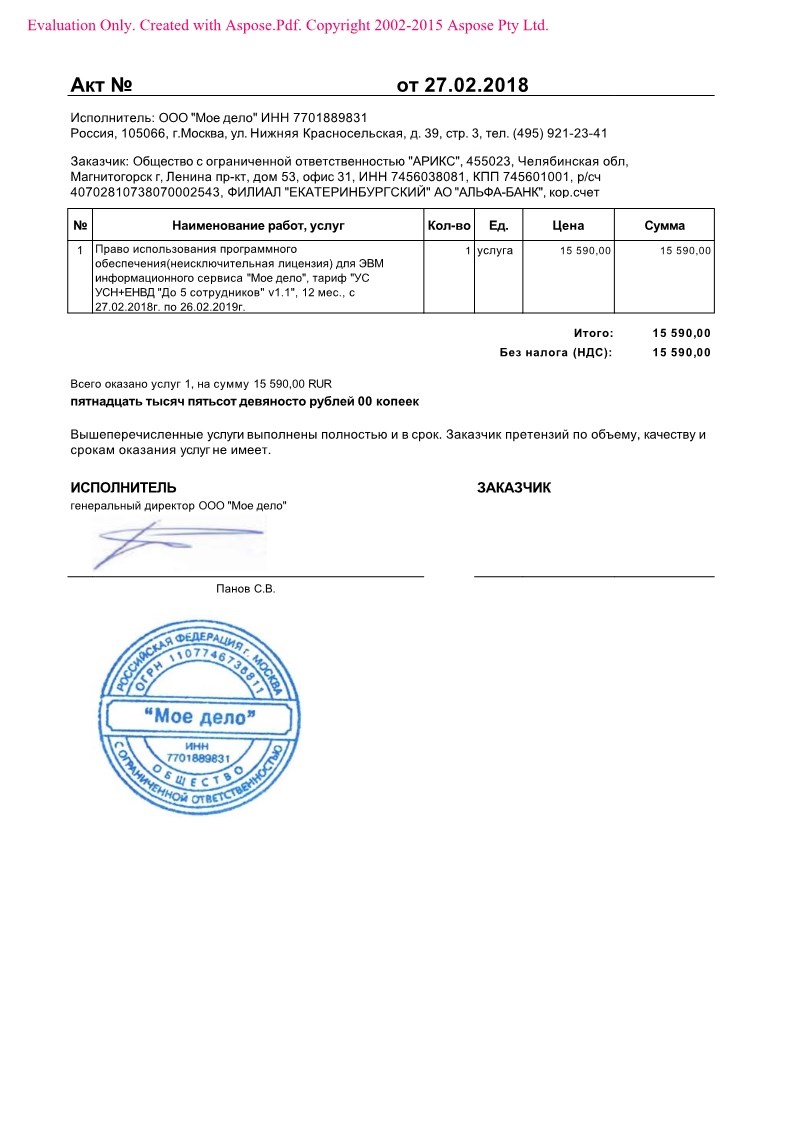 Evaluation Only. Created with Aspose.Pdf. Copyright 2002-2015 Aspose Pty Ltd.
Акт № от 27.02.2018
Исполнитель: ООО "Мое дело" ИНН 7701889831
Россия, 105066, г.Москва, ул. Нижняя Красносельская, д. 39, стр. 3, тел. (495) 921-23-41
Заказчик: Общество с ограниченной ответственностью "АРИКС", 455023, Челябинская обл,
Магнитогорск г, Ленина пр-кт, дом 53, офис 31, ИНН 7456038081, КПП 745601001, р/сч
40702810738070002543, ФИЛИАЛ "ЕКАТЕРИНБУРГСКИЙ" АО "АЛЬФА-БАНК", кор.счет
№ Наименование работ, услуг Кол-во Ед. Цена Сумма
1 Право использования программного 1 услуга 15 590,00 15 590,00
обеспечения(неисключительная лицензия) для ЭВМ
информационного сервиса "Мое дело", тариф "УС
УСН+ЕНВД "До 5 сотрудников" v1.1", 12 мес., с
27.02.2018г. по 26.02.2019г.
Итого: 15 590,00
Без налога (НДС): 15 590,00
Всего оказано услуг 1, на сумму 15 590,00 RUR
пятнадцать тысяч пятьсот девяносто рублей 00 копеек
Вышеперечисленные услуги выполнены полностью и в срок. Заказчик претензий по объему, качеству и
срокам оказания услуг не имеет.
ИСПОЛНИТЕЛЬ ЗАКАЗЧИК
генеральный директор ООО "Мое дело"
Панов С.В.
РОССИЙСКАЯ ФЕДЕРАЦИЯ г. МОСКВА
ОГРН 1107746735811
"Мое дело"
ИНН
7701889831
ОБЩЕСТВО
С ОГРАНИЧЕННОЙ ОТВЕТСТВЕННОСТЬЮ